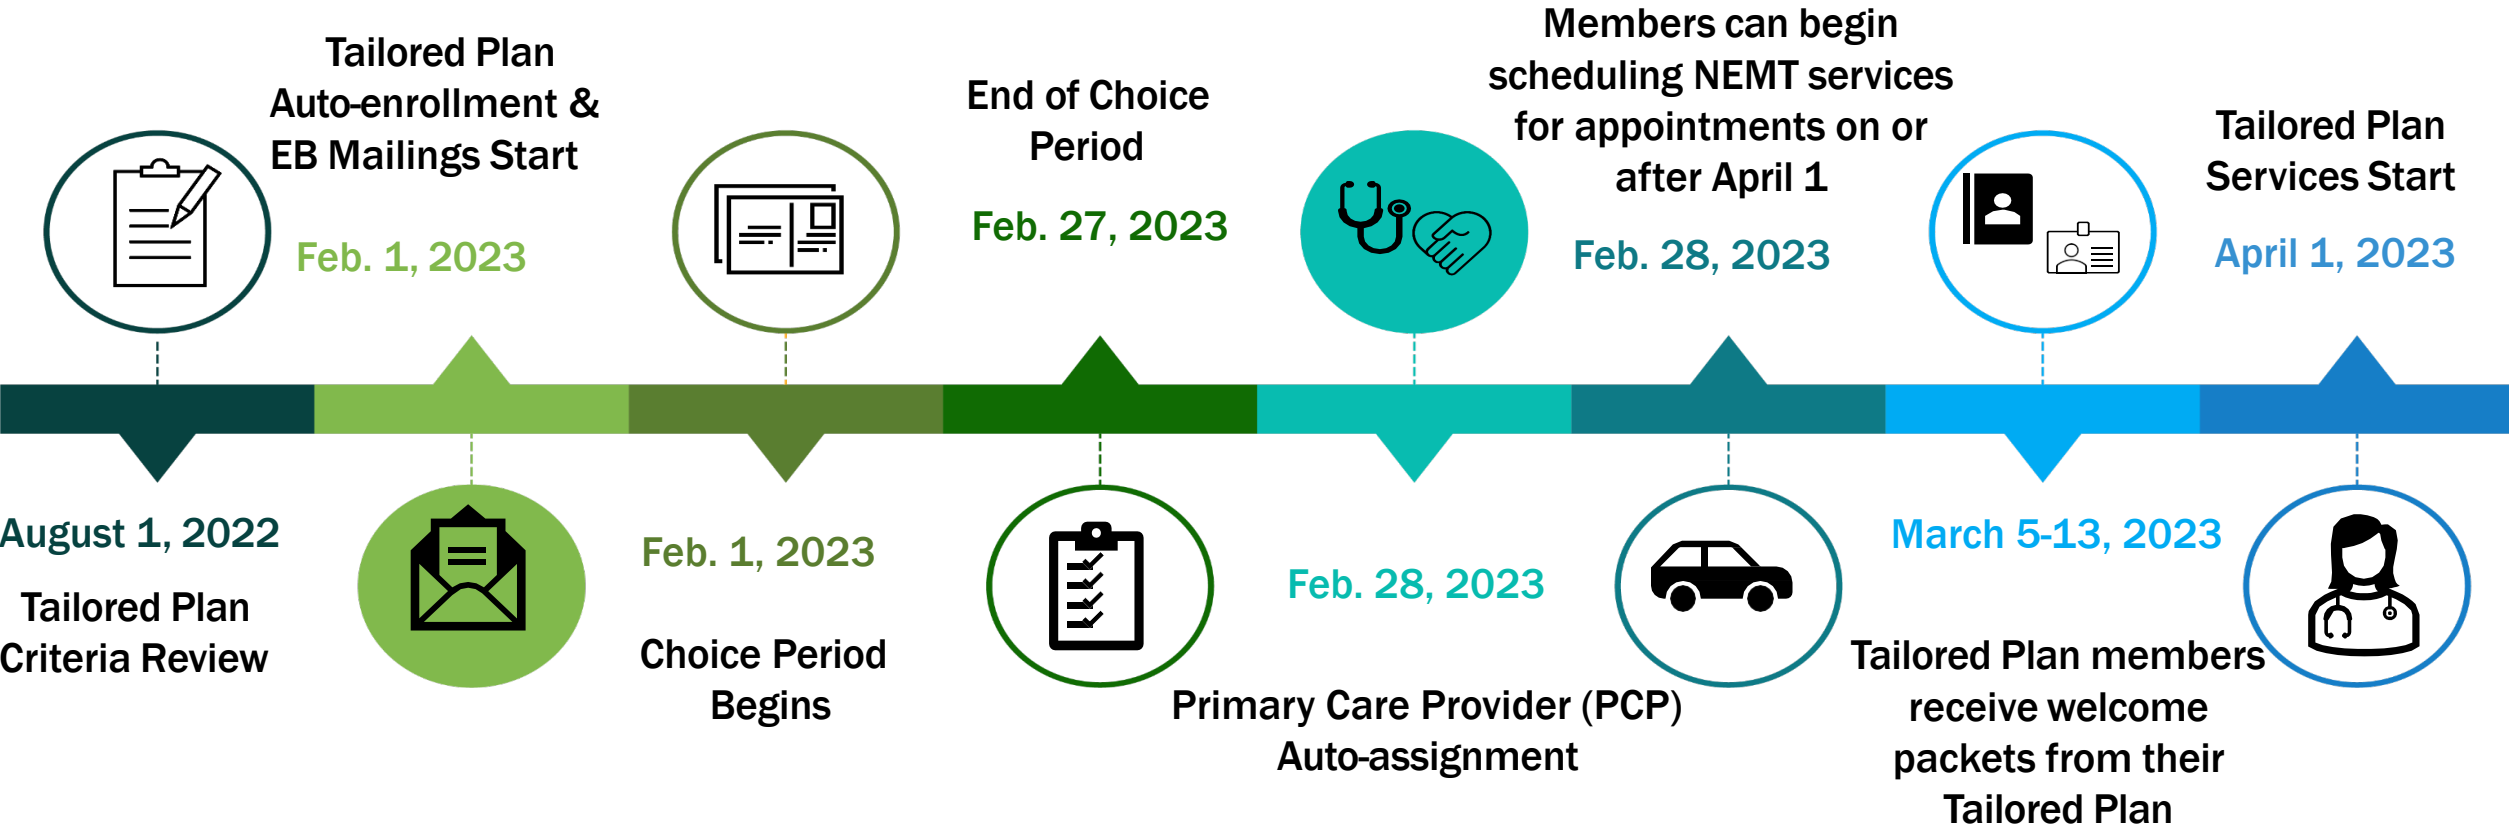 August 1, 2022
Tailored Plan
Criteria Review
Tailored Plan
Auto-enrollment &
EB Mailings Start
Feb. 1, 2023
Feb. 1, 2023
Choice Period
Begins
End of Choice
Period
Feb. 27, 2023
Feb. 28, 2023
Primary Care Provider (PCP)
Auto-assignment
Members can begin
scheduling NEMT services
for appointments on or
after April 1
Feb. 28, 2023
March 5-13, 2023
Tailored Plan members
receive welcome
packets from their
Tailored Plan
Tailored Plan
Services Start
April 1, 2023